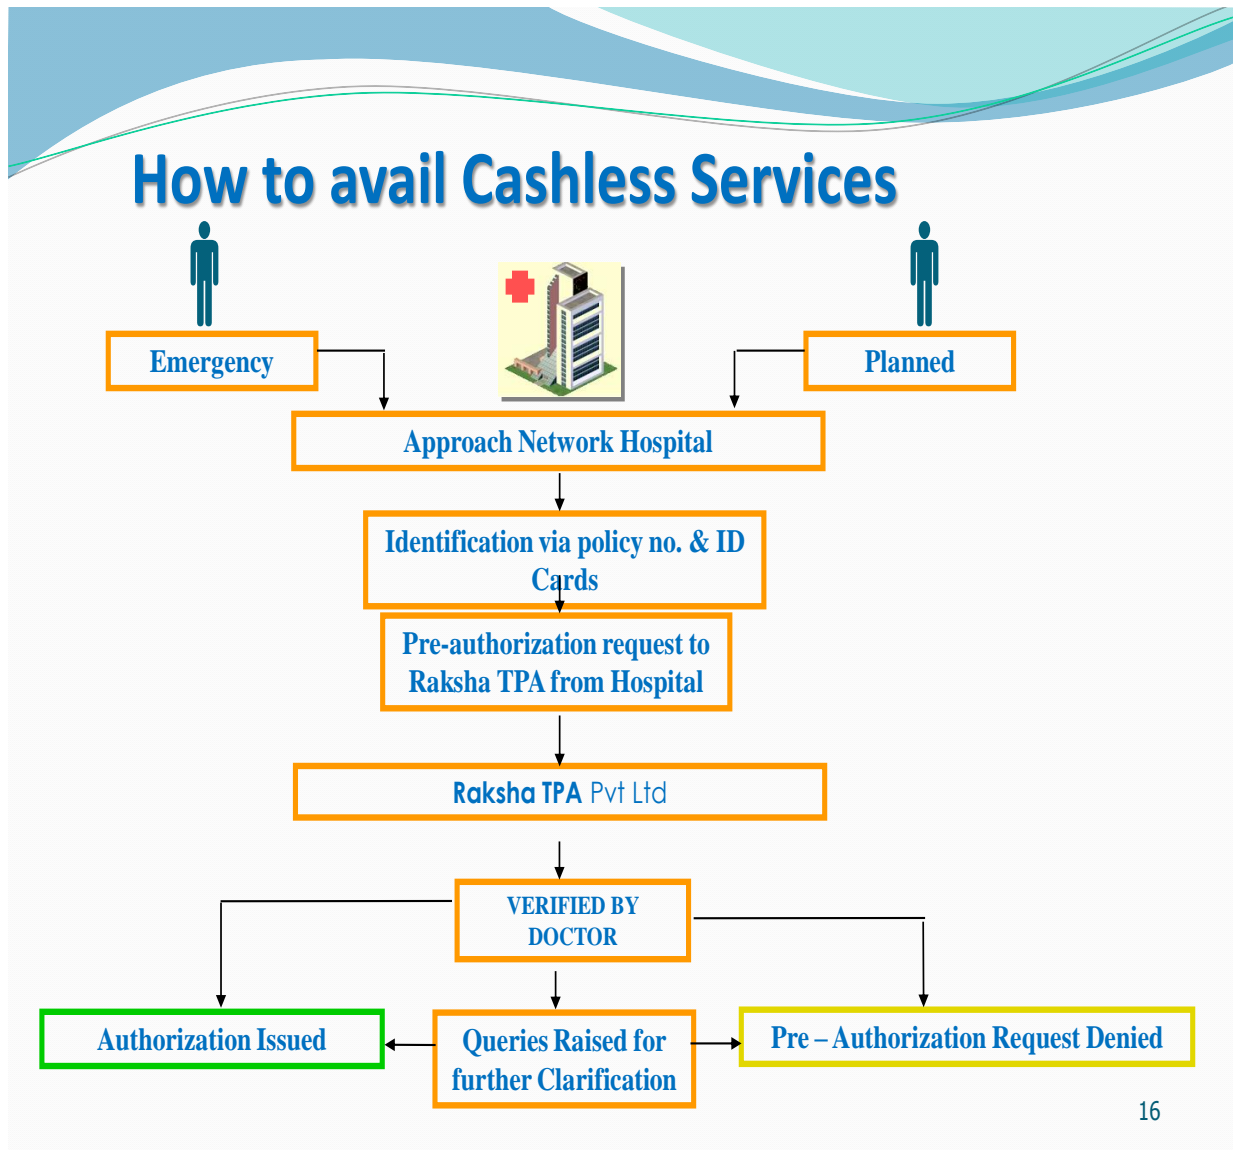 How to avail Cashless Services
Emergency
Planned
Approach Network Hospital
Identification via policy no. & ID
Cards
Pre-authorization request to
Raksha TPA from Hospital
Raksha TPA Pvt Ltd
VERIFIED BY
DOCTOR
Authorization Issued
Queries Raised for
further Clarification
Pre – Authorization Request Denied
16